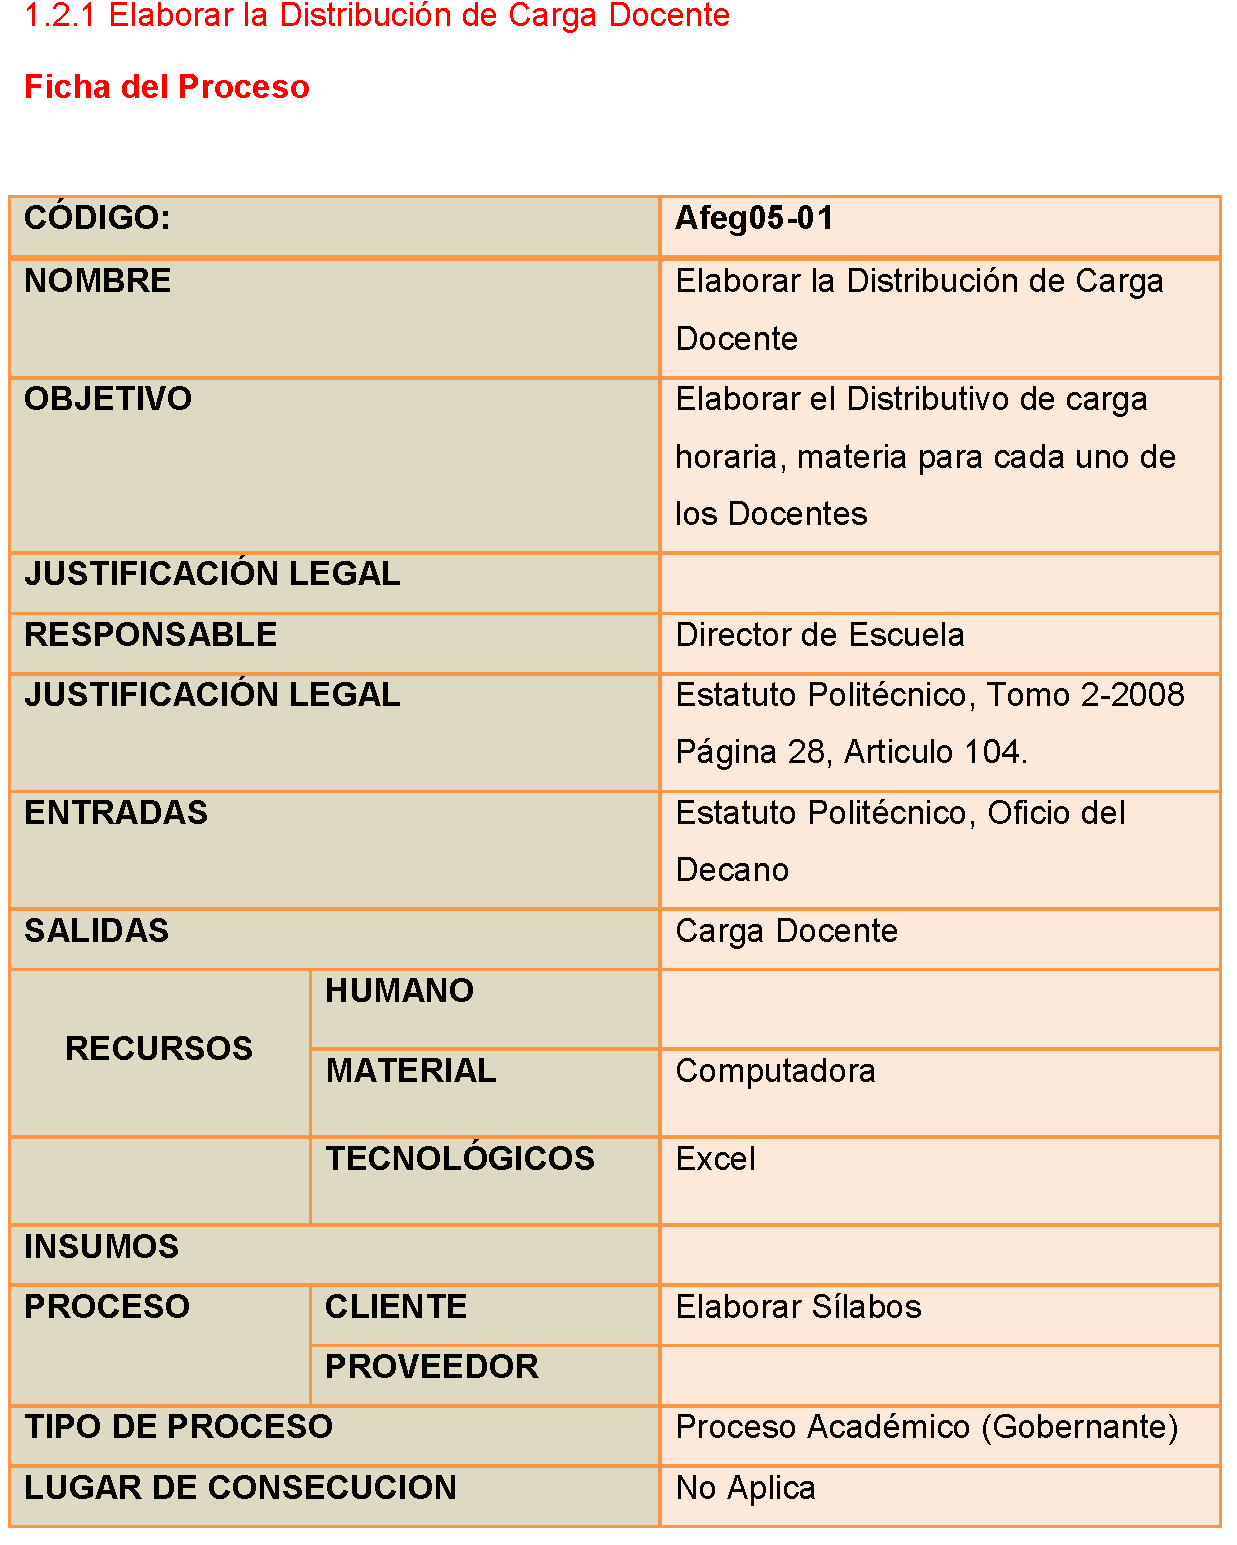 1.2.1 Elaborar la Distribución de Carga Docente
Ficha del Proceso
CÓDIGO: Afeg05-01
NOMBRE Elaborar la Distribución de Carga
Docente
OBJETIVO Elaborar el Distributivo de carga
horaria, materia para cada uno de
los Docentes
JUSTIFICACIÓN LEGAL
RESPONSABLE Director de Escuela
JUSTIFICACIÓN LEGAL Estatuto Politécnico, Tomo 2-2008
Página 28, Articulo 104.
ENTRADAS Estatuto Politécnico, Oficio del
Decano
SALIDAS Carga Docente
RECURSOS HUMANO
MATERIAL Computadora
TECNOLÓGICOS Excel
INSUMOS
PROCESO CLIENTE Elaborar Sílabos
PROVEEDOR
TIPO DE PROCESO Proceso Académico (Gobernante)
LUGAR DE CONSECUCION No Aplica